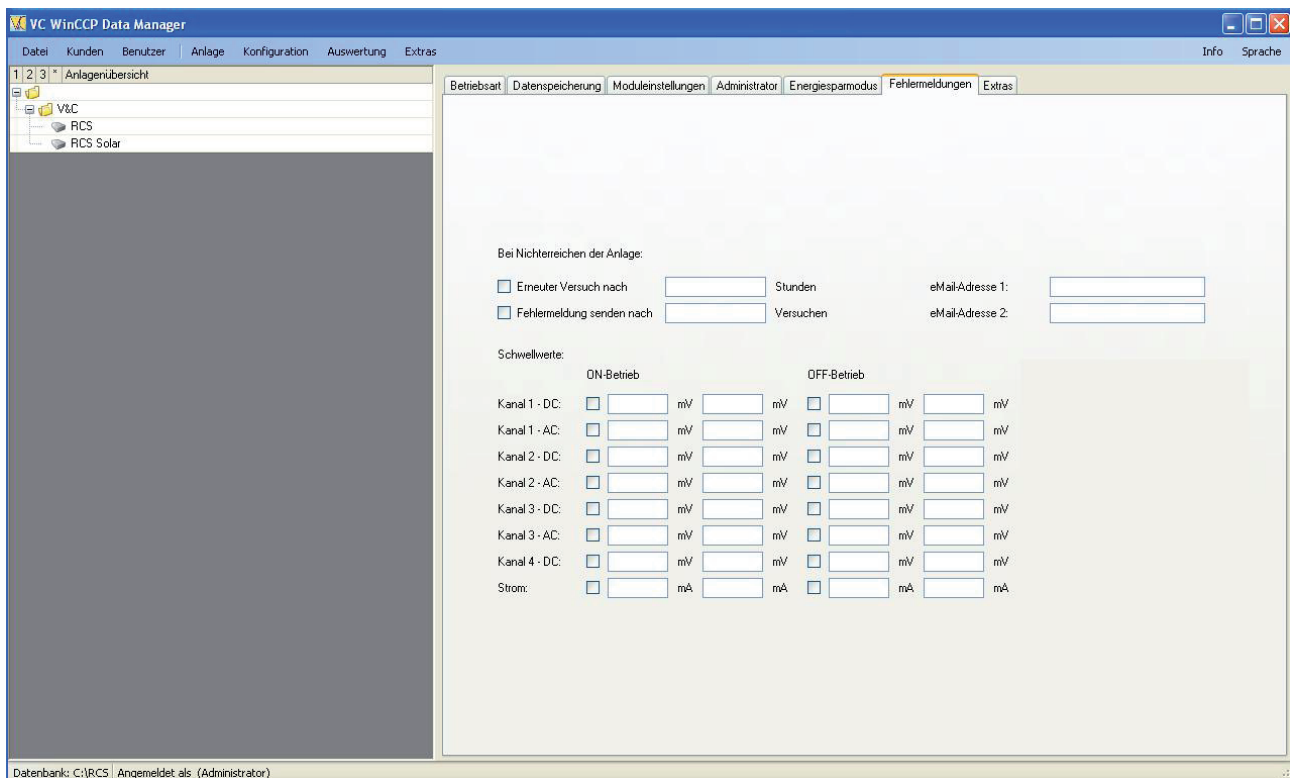 VC WinCCP Data Manager
Datei Kunden Benutzer Anlage Konfiguration Auswertung Extras Info Sprache
1 2 3 * Anlagenübersicht
V&C
RCS
RCS Solar
Betriebsart Datenspeicherung Moduleinstellungen Administrator Energiesparmodus Fehlermeldungen Extras
Bei Nichterreichen der Anlage:
Erneuter Versuch nach Stunden eMail-Adresse 1:
Fehlermeldung senden nach Versuchen eMail-Adresse 2:
Schwellwerte:
ON-Betrieb OFF-Betrieb
Kanal 1 - DC: mV mV mV mV
Kanal 1 - AC: mV mV mV mV
Kanal 2 - DC: mV mV mV mV
Kanal 2 - AC: mV mV mV mV
Kanal 3 - DC: mV mV mV mV
Kanal 3 - AC: mV mV mV mV
Kanal 4 - DC: mV mV mV mV
Strom: mA mA mA mA
Datenbank: C:\RCS Angemeldet als (Administrator)